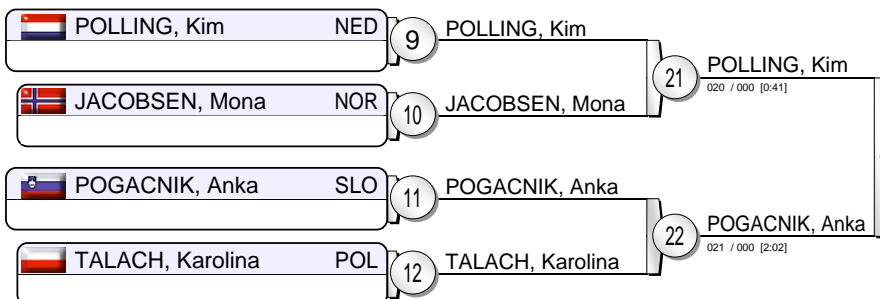 POLLING, Kim NED
9
POLLING, Kim
21
POLLING, Kim
020 / 000 [0:41]
JACOBSEN, Mona NOR
10
JACOBSEN, Mona
POGACNIK, Anka SLO
11
POGACNIK, Anka
22
POGACNIK, Anka
021 / 000 [2:02]
TALACH, Karolina POL
12
TALACH, Karolina